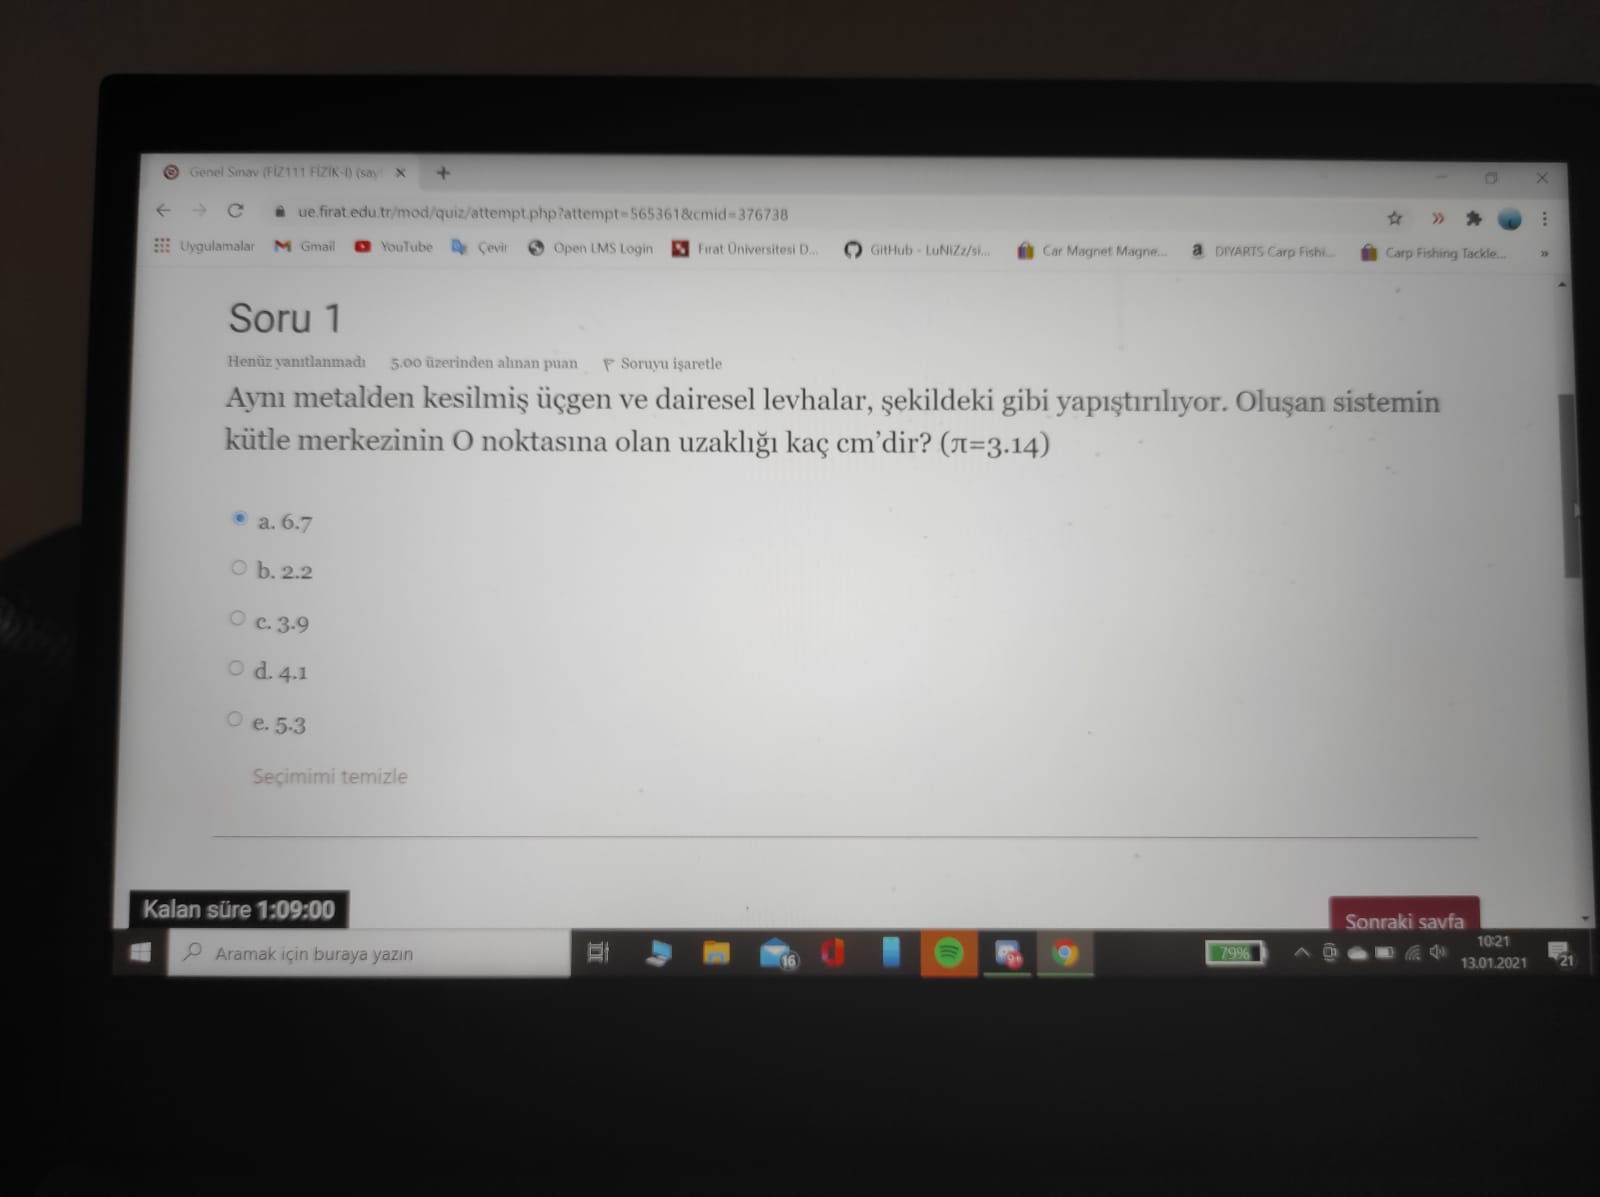 Genel Sınav (FİZ111 FİZİK-I) (say
ue.firat.edu.tr/mod/quiz/attempt.php?attempt=565361&cmid=376738
Uygulamalar Gmail YouTube Çevir Open LMS Login Fırat Üniversitesi D... GitHub - LuNiZz/si... Car Magnet Magne... DIYARTS Carp Fishi... Carp Fishing Tackle... »
Soru 1
Henüz yanıtlanmadı 5.00 üzerinden alınan puan Soruyu işaretle
Aynı metalden kesilmiş üçgen ve dairesel levhalar, şekildeki gibi yapıştırılıyor. Oluşan sistemin
kütle merkezinin O noktasına olan uzaklığı kaç cm’dir? (π=3.14)
a. 6.7
b. 2.2
c. 3.9
d. 4.1
e. 5.3
Seçimimi temizle
Kalan süre 1:09:00
Sonraki sayfa
Aramak için buraya yazın
16
9+
79%
10:21
13.01.2021
21